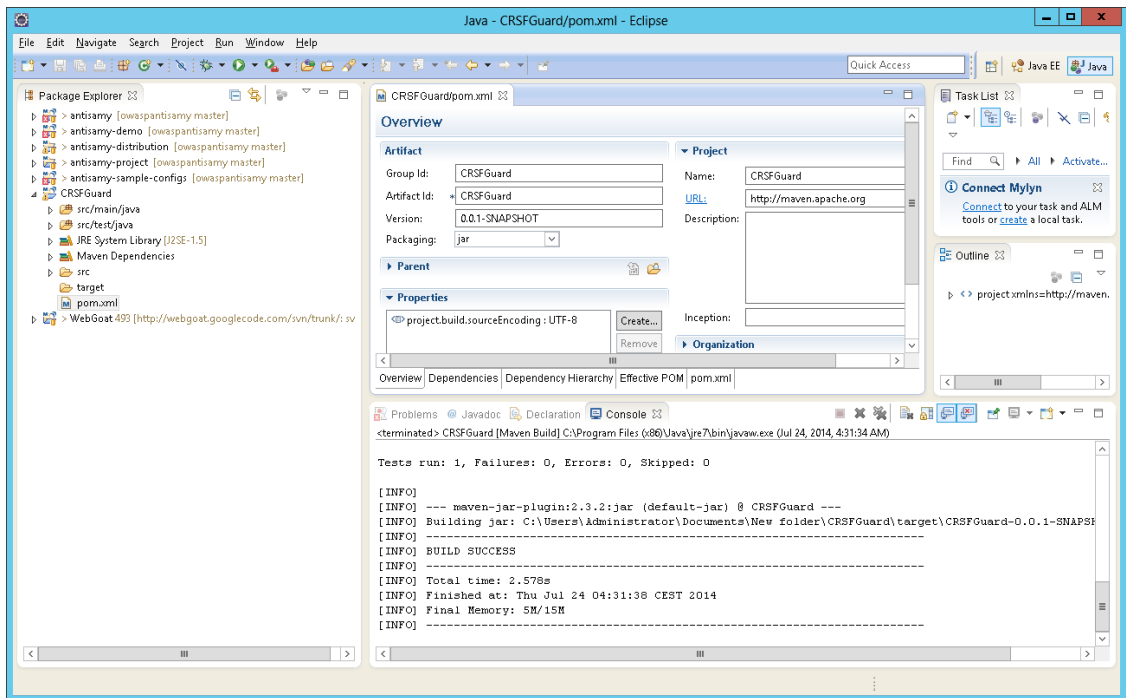 Java - CRSFGuard/pom.xml - Eclipse
File Edit Navigate Search Project Run Window Help
Quick Access
Java EE
Java
Package Explorer
> antisamy [owaspantisamy master]
> antisamy-demo [owaspantisamy master]
> antisamy-distribution [owaspantisamy master]
> antisamy-project [owaspantisamy master]
> antisamy-sample-configs [owaspantisamy master]
CRSFGuard
src/main/java
src/test/java
JRE System Library [J2SE-1.5]
Maven Dependencies
src
target
pom.xml
> WebGoat 493 [http://webgoat.googlecode.com/svn/trunk/: sv
CRSFGuard/pom.xml
Overview
Artifact
Group Id: CRSFGuard
Artifact Id: * CRSFGuard
Version: 0.0.1-SNAPSHOT
Packaging: jar
Parent
Properties
project.build.sourceEncoding : UTF-8
Create...
Remove
Project
Name: CRSFGuard
URL: http://maven.apache.org
Description:
Inception:
Organization
Overview Dependencies Dependency Hierarchy Effective POM pom.xml
Task List
Find All Activate...
Connect Mylyn
Connect to your task and ALM
tools or create a local task.
Outline
project xmlns=http://maven.
Problems @ Javadoc Declaration Console
<terminated> CRSFGuard [Maven Build] C:\Program Files (x86)\Java\jre7\bin\javaw.exe (Jul 24, 2014, 4:31:34 AM)
Tests run: 1, Failures: 0, Errors: 0, Skipped: 0
[INFO]
[INFO] --- maven-jar-plugin:2.3.2:jar (default-jar) @ CRSFGuard ---
[INFO] Building jar: C:\Users\Administrator\Documents\New folder\CRSFGuard\target\CRSFGuard-0.0.1-SNAPSH
[INFO] ------------------------------------------------------------------------
[INFO] BUILD SUCCESS
[INFO] ------------------------------------------------------------------------
[INFO] Total time: 2.578s
[INFO] Finished at: Thu Jul 24 04:31:38 CEST 2014
[INFO] Final Memory: 5M/15M
[INFO] ------------------------------------------------------------------------